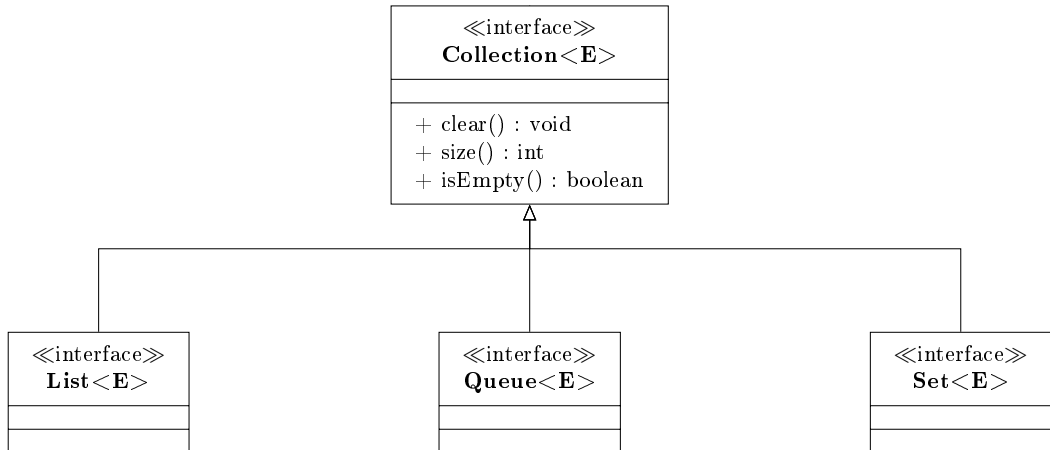 ≪interface≫
Collection<E>
+ clear() : void
+ size() : int
+ isEmpty() : boolean
≪interface≫
List<E>
≪interface≫
Queue<E>
≪interface≫
Set<E>